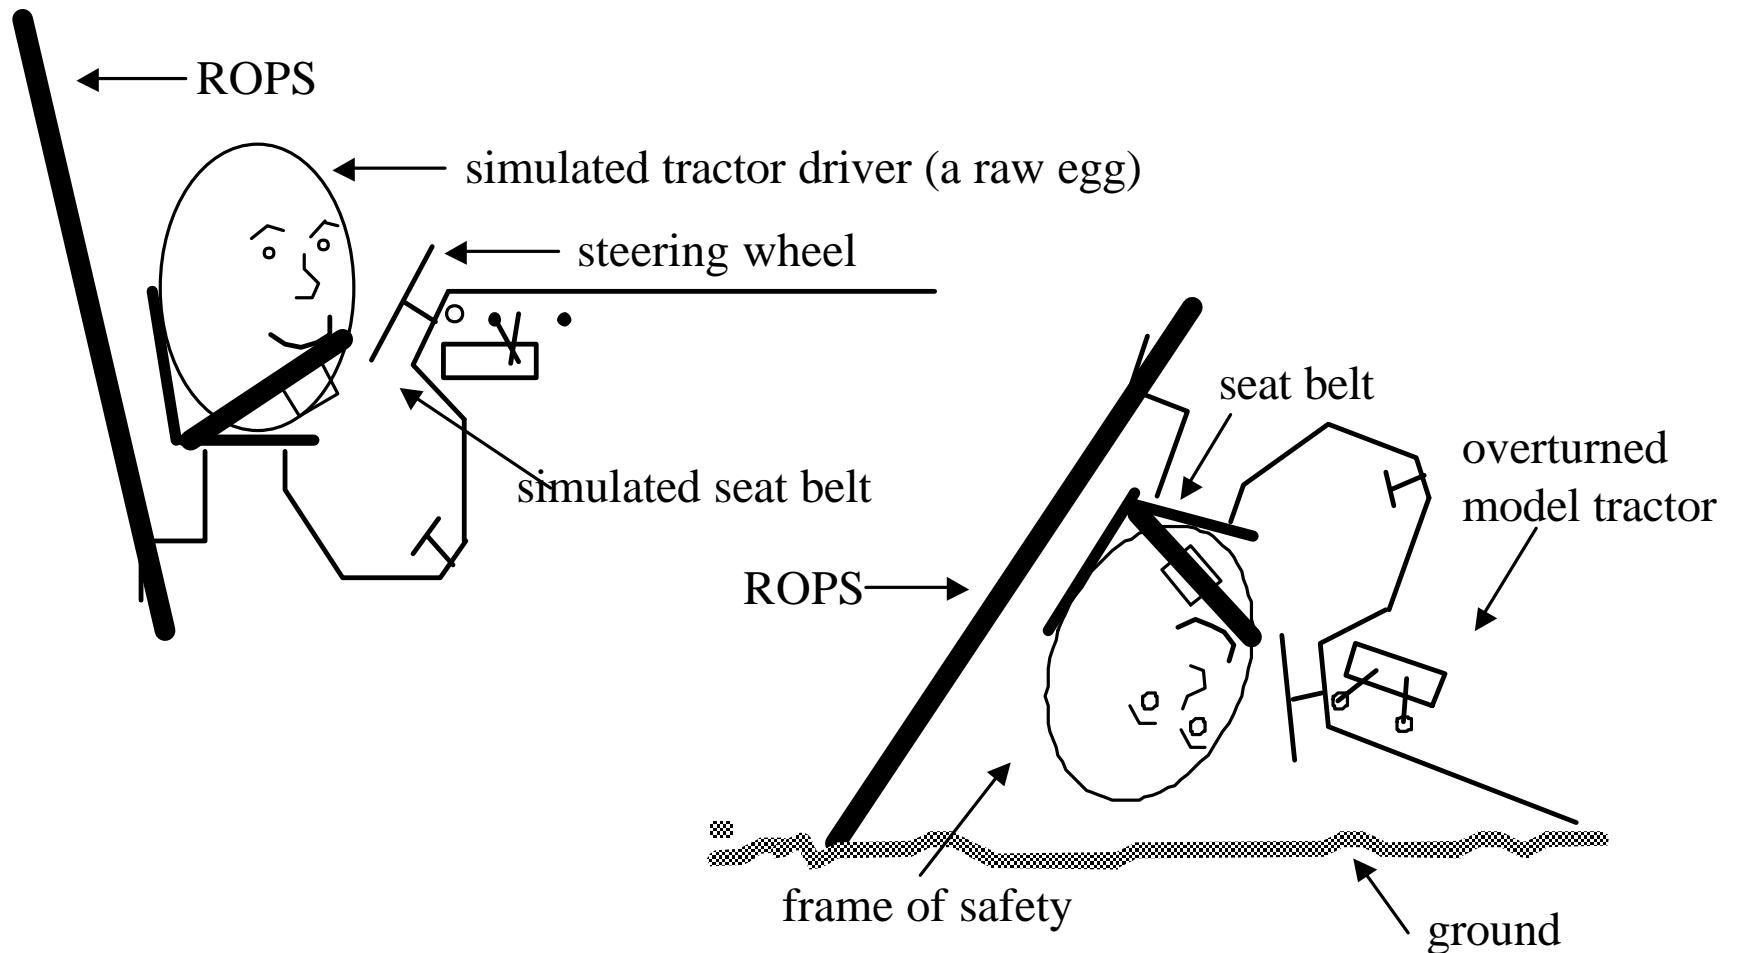 ROPS
simulated tractor driver (a raw egg)
steering wheel
simulated seat belt
seat belt
overturned
model tractor
ROPS
frame of safety
ground